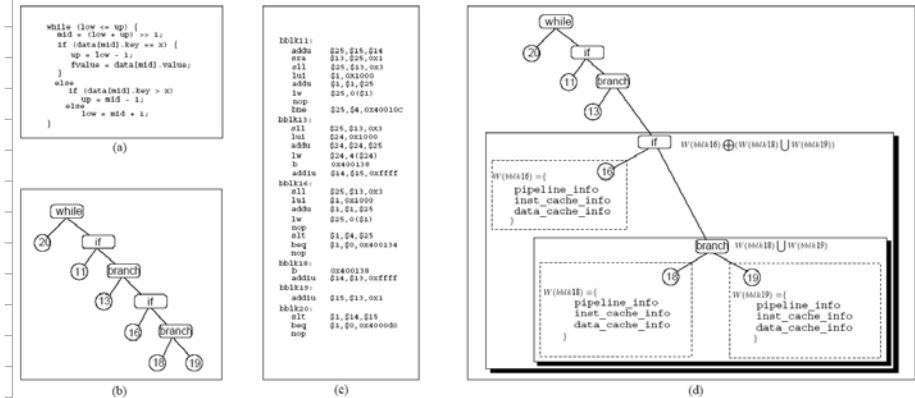 while (low <= up) {
mid = (low + up) >> 1;
if (data[mid].key == x) {
up = low - 1;
fvalue = data[mid].value;
}
else
if (data[mid].key > x)
up = mid - 1;
else
low = mid + 1;
}
(a)
while
20
if
11
branch
13
if
16
branch
18
19
(b)
bblk11:
addu $25,$15,$14
sra $13,$25,0x1
sll $25,$13,0x3
lui $1,0x1000
addu $1,$1,$25
lw $25,0($1)
nop
bne $25,$4,0x40010C
bblk13:
sll $25,$13,0x3
lui $24,0x1000
addu $24,$24,$25
lw $24,4($24)
b 0x400138
addiu $14,$15,0xffff
bblk16:
sll $25,$13,0x3
lui $1,0x1000
addu $1,$1,$25
lw $25,0($1)
nop
slt $1,$4,$25
beq $1,$0,0x400134
nop
bblk18:
b 0x400138
addiu $14,$13,0xffff
bblk19:
addiu $15,$13,0x1
bblk20:
slt $1,$14,$15
beq $1,$0,0x4000d0
nop
(c)
while
20
if
11
branch
13
if
W(bblk16)⊕(W(bblk18)⋃W(bblk19))
16
W(bblk16)={
pipeline_info
inst_cache_info
data_cache_info
}
branch
W(bblk18)⋃W(bblk19)
18
19
W(bblk18)={
pipeline_info
inst_cache_info
data_cache_info
}
W(bblk19)={
pipeline_info
inst_cache_info
data_cache_info
}
(d)